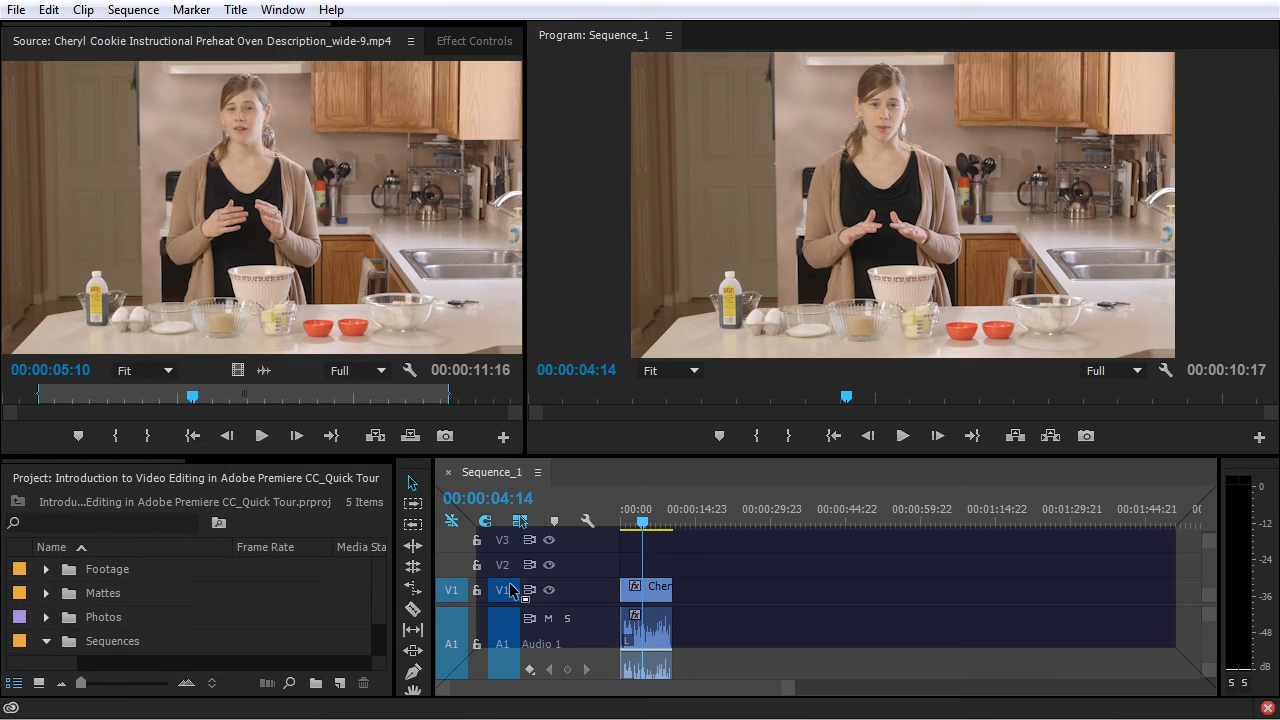 File Edit Clip Sequence Marker Title Window Help
Source: Cheryl Cookie Instructional Preheat Oven Description_wide-9.mp4 Effect Controls
Program: Sequence_1
00:00:05:10 Fit Full 00:00:11:16
00:00:04:14 Fit Full 00:00:10:17
Project: Introduction to Video Editing in Adobe Premiere CC_Quick Tour
Introdu...Editing in Adobe Premiere CC_Quick Tour.prproj 5 Items
Name Frame Rate Media Sta
Footage
Mattes
Photos
Sequences
× Sequence_1
00:00:04:14
:00:00 00:00:14:23 00:00:29:23 00:00:44:22 00:00:59:22 00:01:14:22 00:01:29:21 00:01:44:21 00
V3
V2
V1 V1 fx Cher
fx M S
A1 A1 Audio 1 L
0
-12
-24
-36
-48
dB
S S